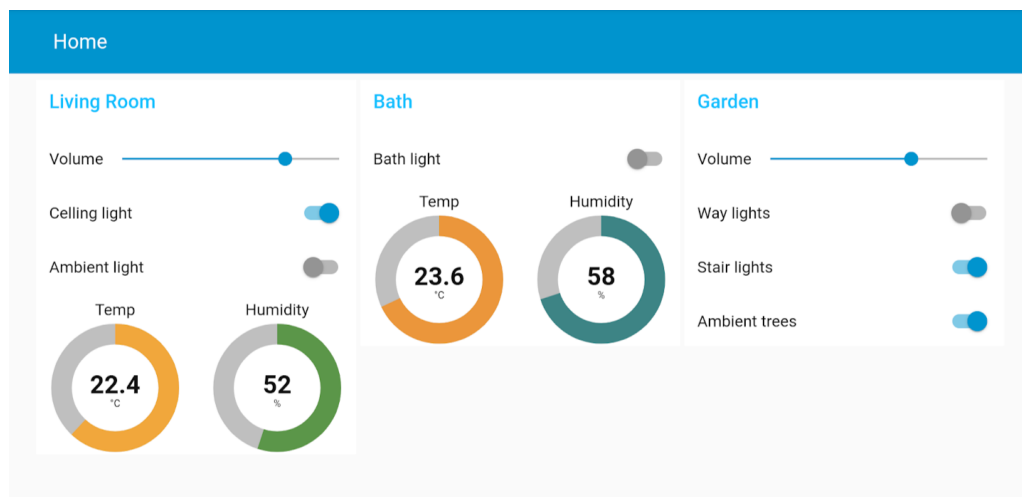 Home
Living Room
Volume
Celling light
Ambient light
Temp
Humidity
22.4
°C
52
%
Bath
Bath light
Temp
Humidity
23.6
°C
58
%
Garden
Volume
Way lights
Stair lights
Ambient trees